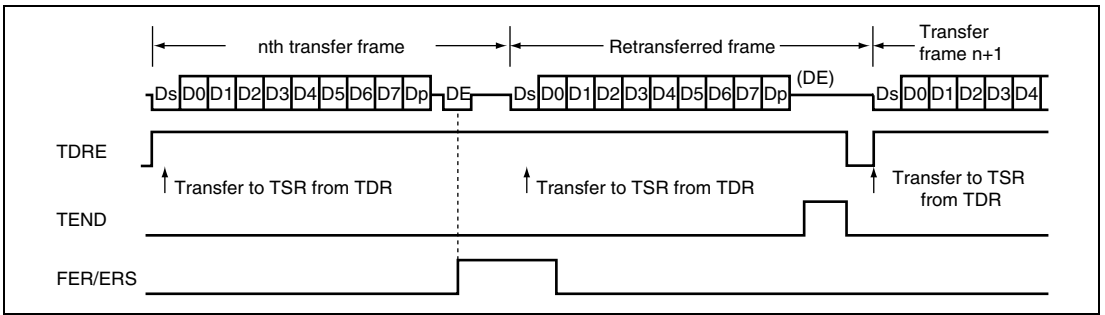 nth transfer frame
Retransferred frame
Transfer
frame n+1
Ds D0 D1 D2 D3 D4 D5 D6 D7 Dp DE Ds D0 D1 D2 D3 D4 D5 D6 D7 Dp (DE) Ds D0 D1 D2 D3 D4
TDRE
Transfer to TSR from TDR
Transfer to TSR from TDR
Transfer to TSR
from TDR
TEND
FER/ERS